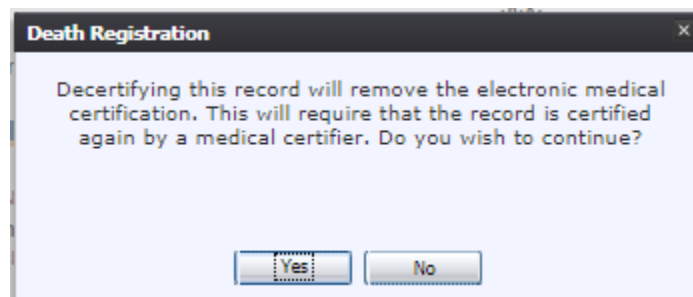 Death Registration
Decertifying this record will remove the electronic medical
certification. This will require that the record is certified
again by a medical certifier. Do you wish to continue?
Yes
No